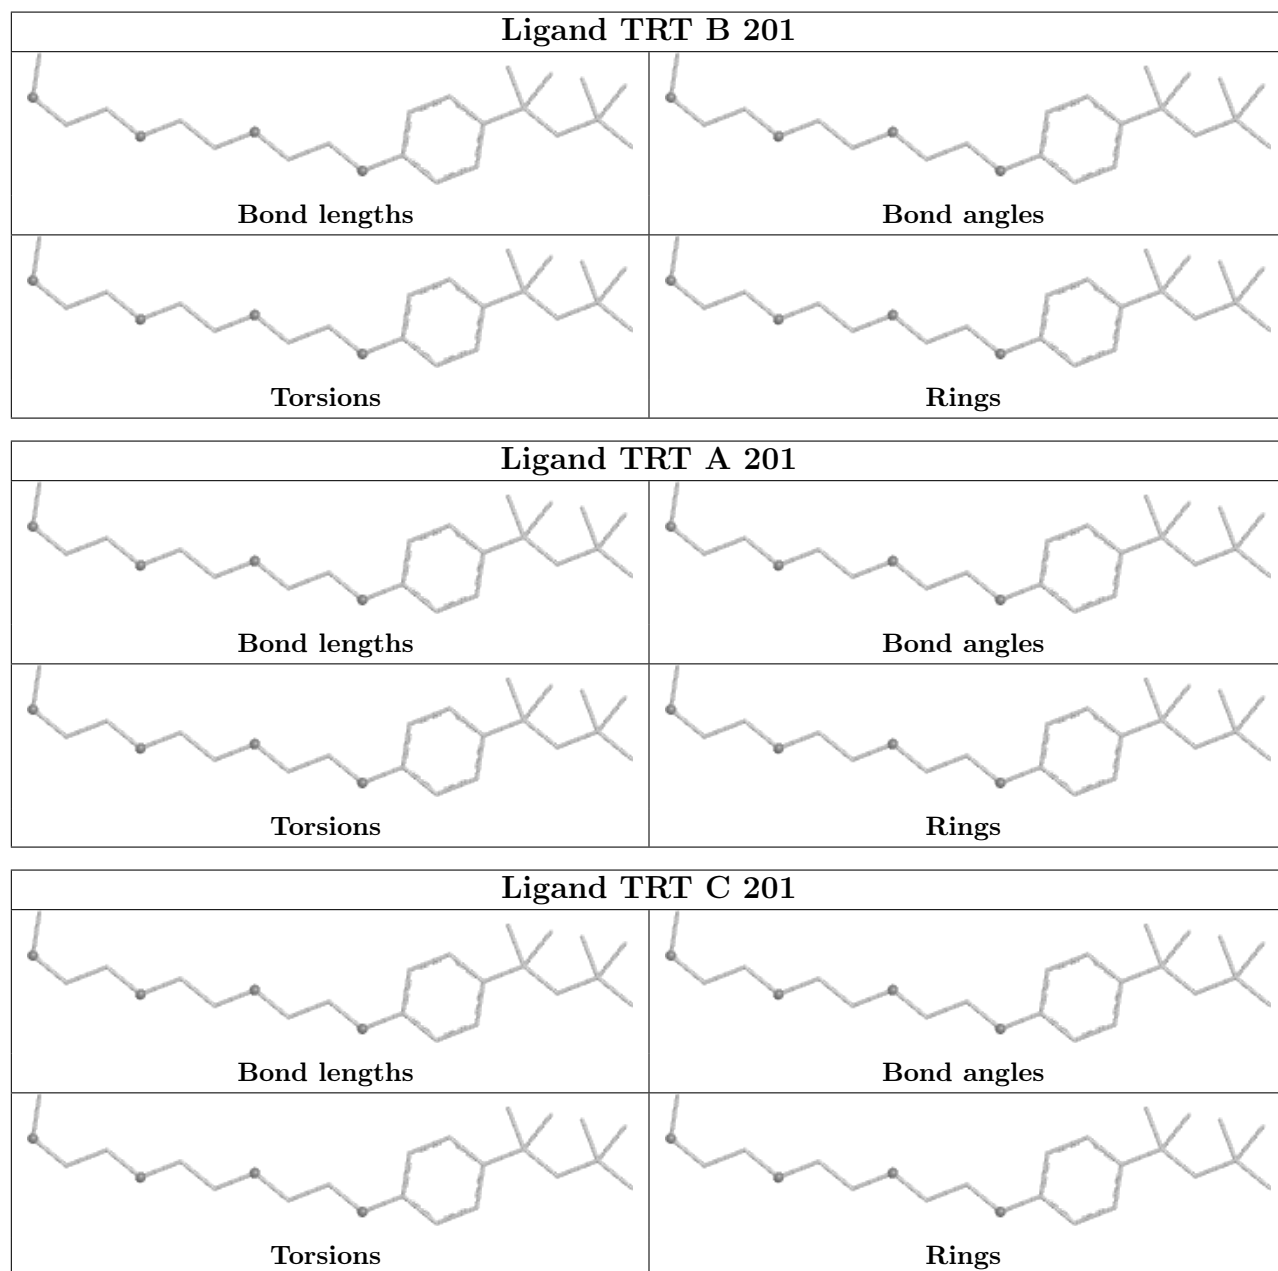 Ligand TRT B 201
Bond lengths
Bond angles
Torsions
Rings
Ligand TRT A 201
Bond lengths
Bond angles
Torsions
Rings
Ligand TRT C 201
Bond lengths
Bond angles
Torsions
Rings